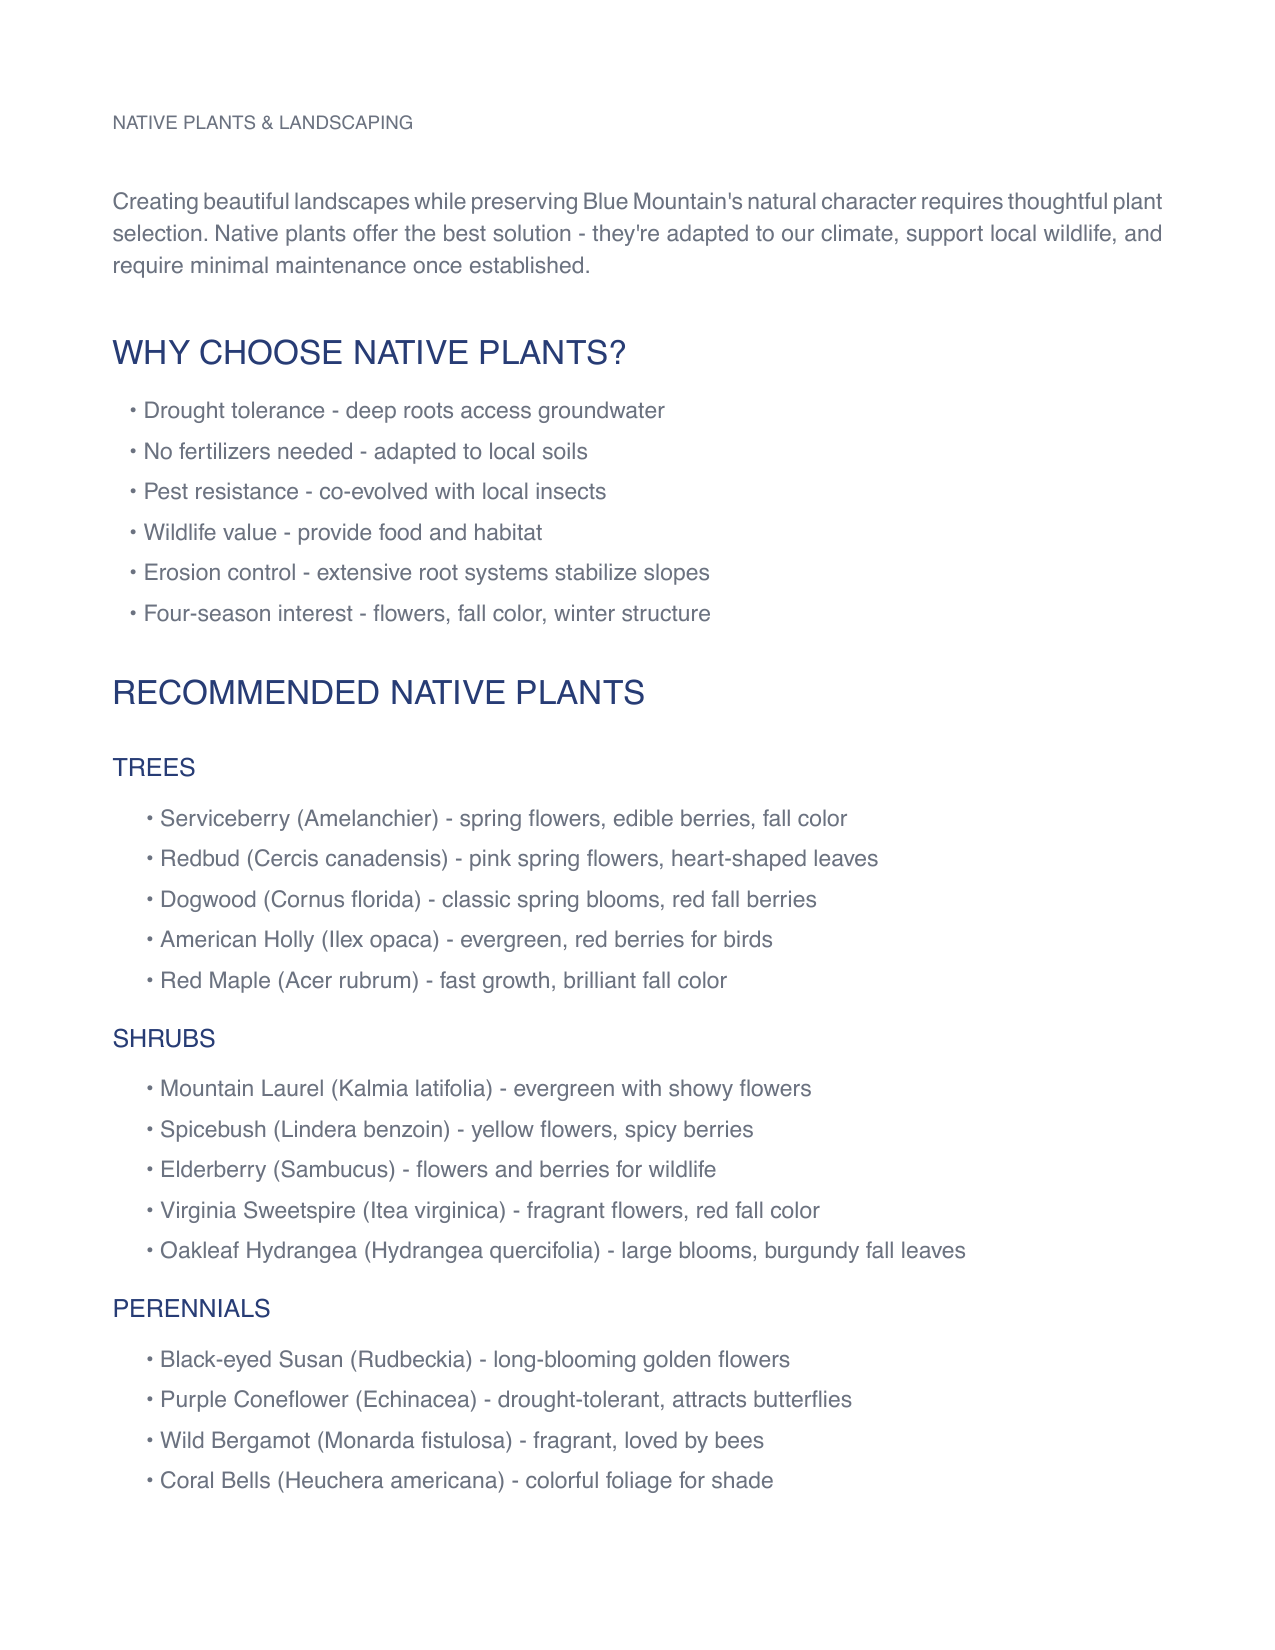 NATIVE PLANTS & LANDSCAPING
Creating beautiful landscapes while preserving Blue Mountain's natural character requires thoughtful plant
selection. Native plants offer the best solution - they're adapted to our climate, support local wildlife, and
require minimal maintenance once established.
WHY CHOOSE NATIVE PLANTS?
• Drought tolerance - deep roots access groundwater
• No fertilizers needed - adapted to local soils
• Pest resistance - co-evolved with local insects
• Wildlife value - provide food and habitat
• Erosion control - extensive root systems stabilize slopes
• Four-season interest - flowers, fall color, winter structure
RECOMMENDED NATIVE PLANTS
TREES
• Serviceberry (Amelanchier) - spring flowers, edible berries, fall color
• Redbud (Cercis canadensis) - pink spring flowers, heart-shaped leaves
• Dogwood (Cornus florida) - classic spring blooms, red fall berries
• American Holly (Ilex opaca) - evergreen, red berries for birds
• Red Maple (Acer rubrum) - fast growth, brilliant fall color
SHRUBS
• Mountain Laurel (Kalmia latifolia) - evergreen with showy flowers
• Spicebush (Lindera benzoin) - yellow flowers, spicy berries
• Elderberry (Sambucus) - flowers and berries for wildlife
• Virginia Sweetspire (Itea virginica) - fragrant flowers, red fall color
• Oakleaf Hydrangea (Hydrangea quercifolia) - large blooms, burgundy fall leaves
PERENNIALS
• Black-eyed Susan (Rudbeckia) - long-blooming golden flowers
• Purple Coneflower (Echinacea) - drought-tolerant, attracts butterflies
• Wild Bergamot (Monarda fistulosa) - fragrant, loved by bees
• Coral Bells (Heuchera americana) - colorful foliage for shade